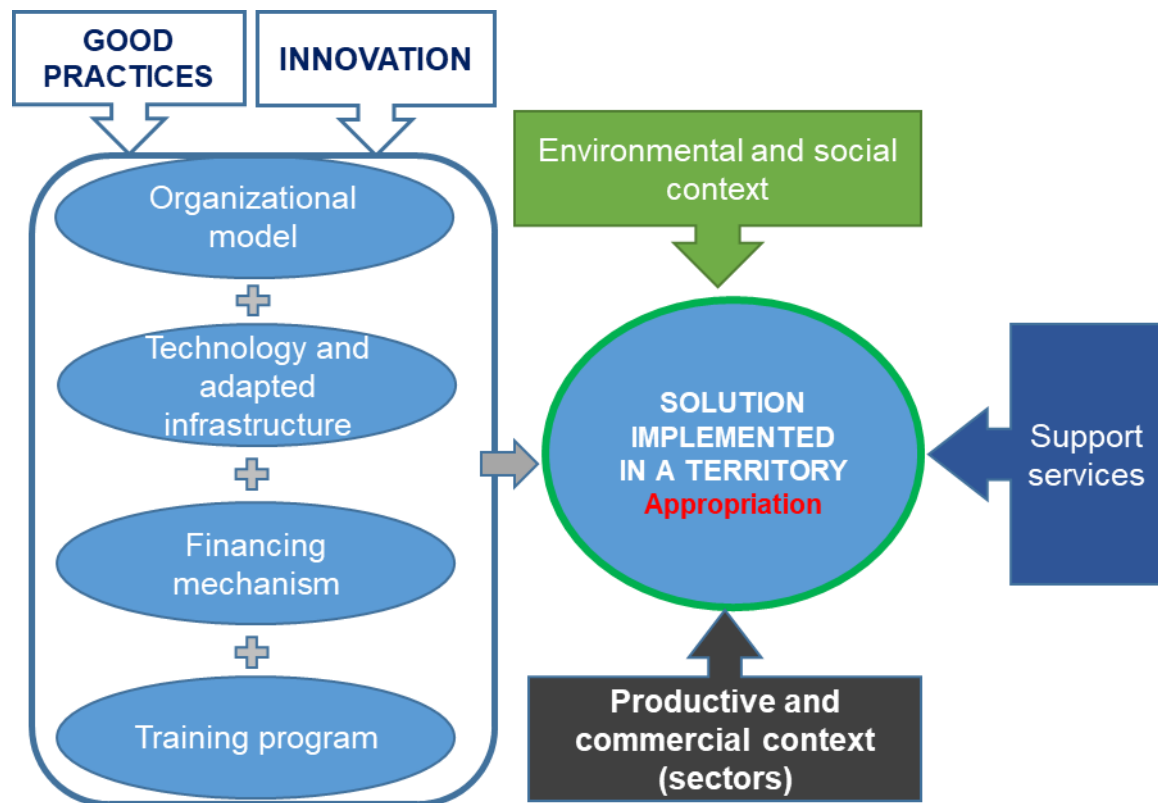 GOOD
PRACTICES
INNOVATION
Organizational
model
Technology and
adapted
infrastructure
Financing
mechanism
Training program
Environmental and social
context
SOLUTION
IMPLEMENTED
IN A TERRITORY
Appropriation
Support
services
Productive and
commercial context
(sectors)